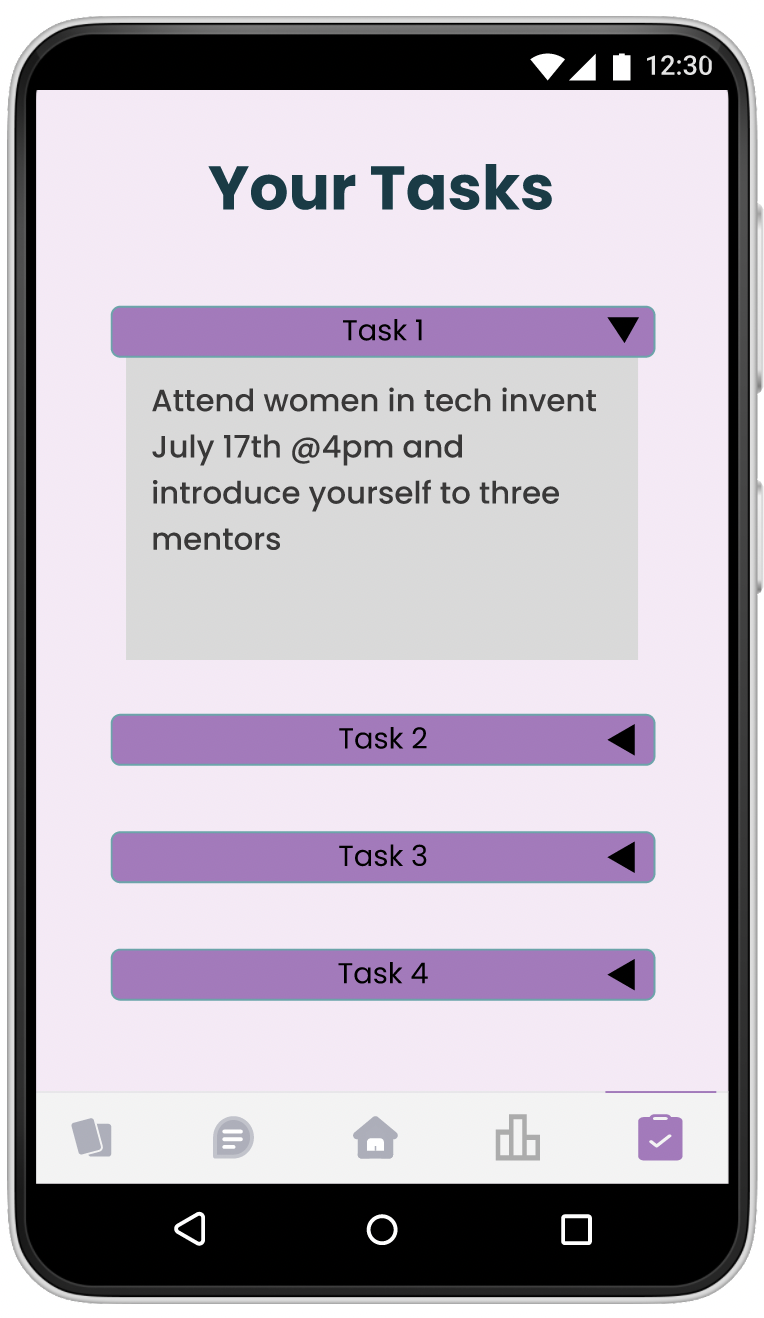 12:30
Your Tasks
Task 1
Attend women in tech invent
July 17th @4pm and
introduce yourself to three
mentors
Task 2
Task 3
Task 4